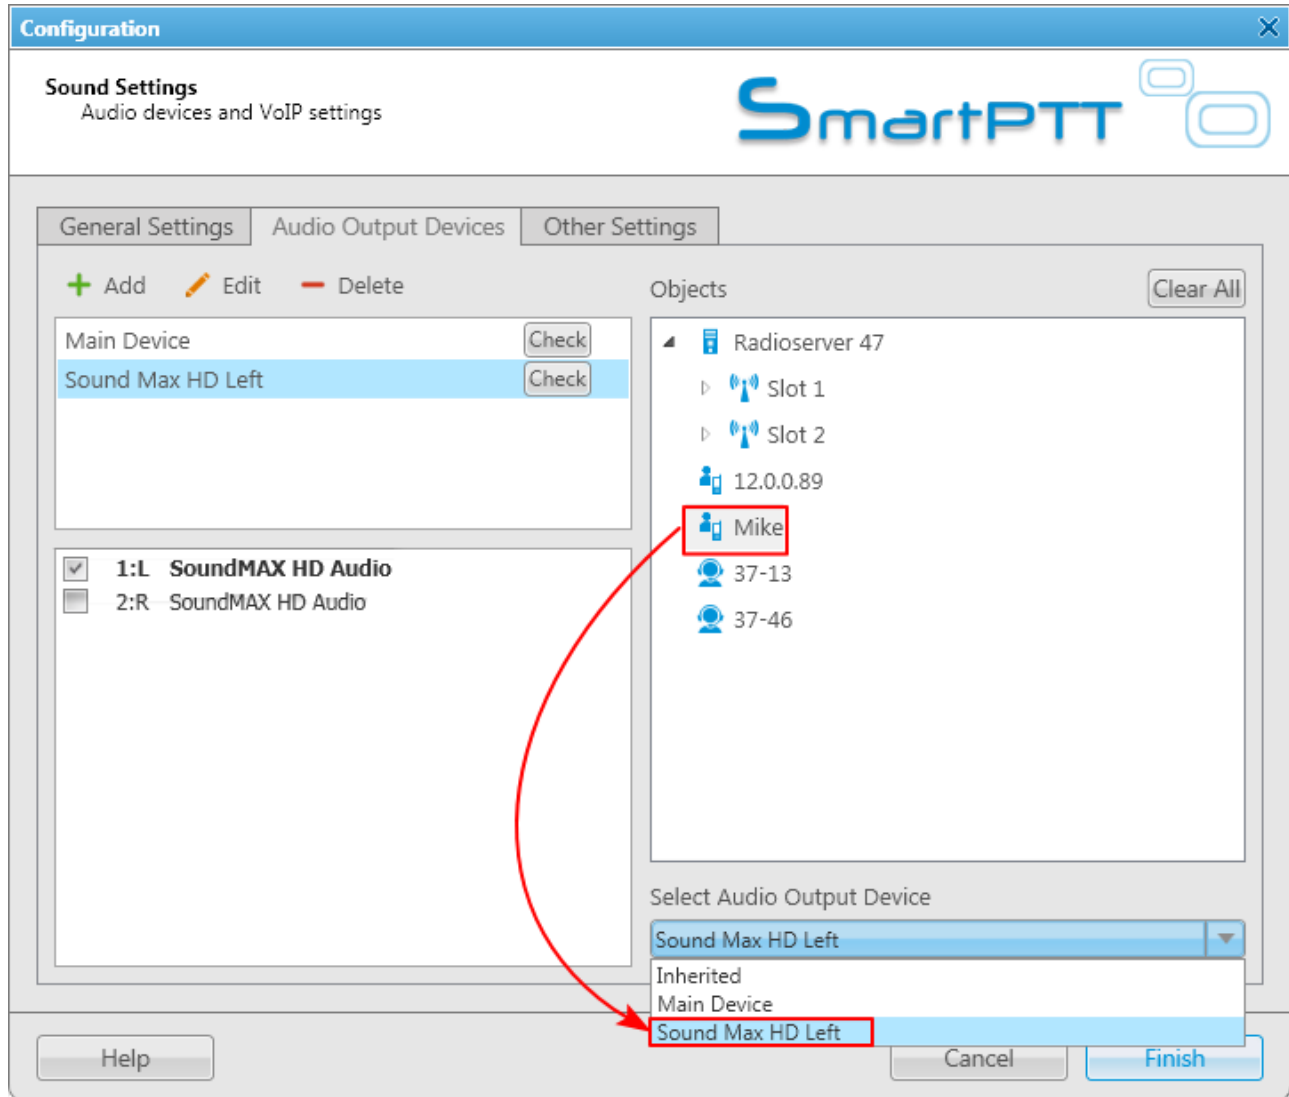 Configuration
Sound Settings
Audio devices and VoIP settings
SmartPTT
General Settings
Audio Output Devices
Other Settings
Add
Edit
Delete
Main Device
Check
Sound Max HD Left
Check
1:L SoundMAX HD Audio
2:R SoundMAX HD Audio
Objects
Clear All
Radioserver 47
Slot 1
Slot 2
12.0.0.89
Mike
37-13
37-46
Select Audio Output Device
Sound Max HD Left
Inherited
Main Device
Sound Max HD Left
Help
Cancel
Finish